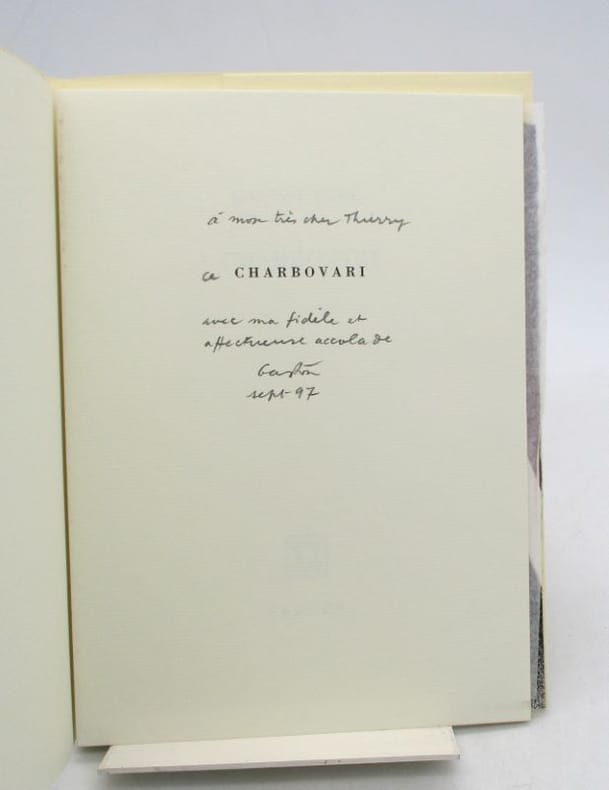 à mon très cher Thierry
ce CHARBOVARI
avec ma fidèle et
affectueuse accolade
Gaston
sept 97